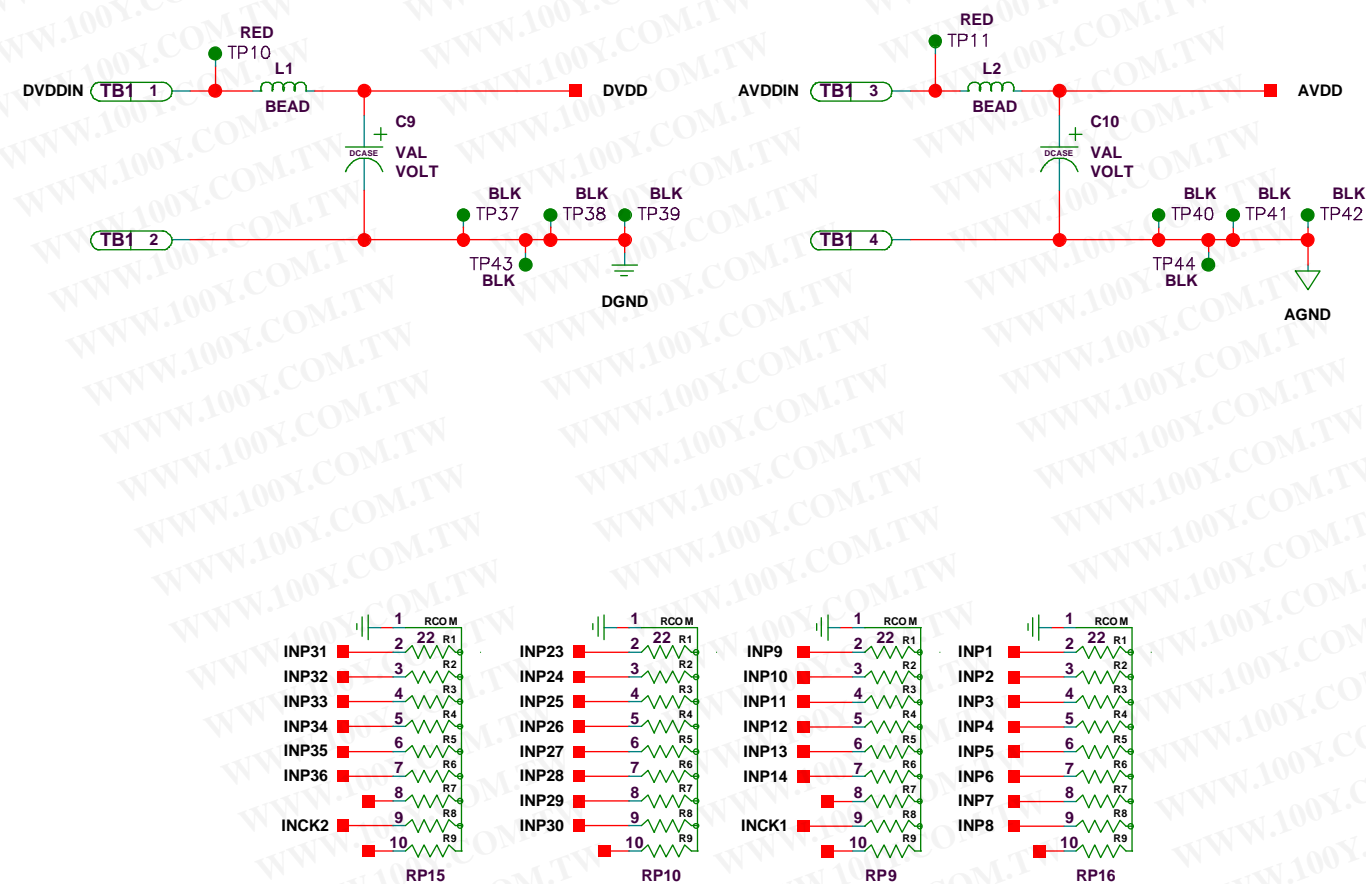 RED
TP10
L1
DVDDIN TB1 1 BEAD DVDD
C9
+
DCASE VAL
VOLT
BLK BLK BLK
TP37 TP38 TP39
TB1 2
TP43
BLK
DGND
RED
TP11
L2
AVDDIN TB1 3 BEAD AVDD
C10
+
DCASE VAL
VOLT
BLK BLK BLK
TP40 TP41 TP42
TB1 4
TP44
BLK
AGND
1 RCOM
22
INP31 2 R1
INP32 3 R2
INP33 4 R3
INP34 5 R4
INP35 6 R5
INP36 7 R6
8 R7
INCK2 9 R8
10 R9
RP15
1 RCOM
22
INP23 2 R1
INP24 3 R2
INP25 4 R3
INP26 5 R4
INP27 6 R5
INP28 7 R6
INP29 8 R7
INP30 9 R8
10 R9
RP10
1 RCOM
22
INP9 2 R1
INP10 3 R2
INP11 4 R3
INP12 5 R4
INP13 6 R5
INP14 7 R6
8 R7
INCK1 9 R8
10 R9
RP9
1 RCOM
22
INP1 2 R1
INP2 3 R2
INP3 4 R3
INP4 5 R4
INP5 6 R5
INP6 7 R6
INP7 8 R7
INP8 9 R8
10 R9
RP16
WWW.100Y.COM.TW